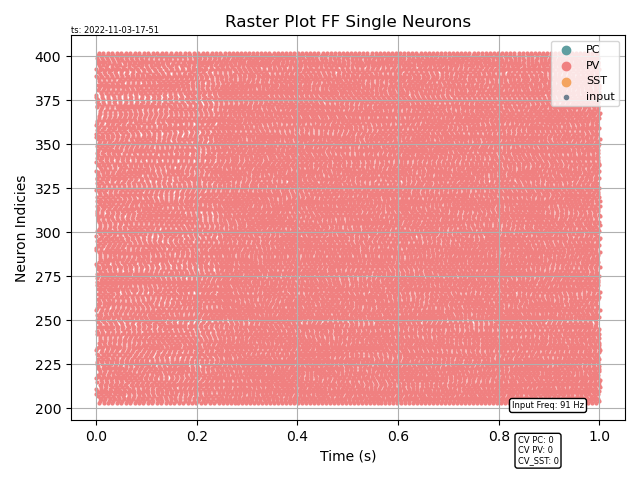 Raster Plot FF Single Neurons
ts: 2022-11-03-17-51
PC
PV
SST
input
400
375
350
325
300
275
250
225
200
Neuron Indicies
Input Freq: 91 Hz
0.0 0.2 0.4 0.6 0.8 1.0
Time (s)
CV PC: 0
CV PV: 0
CV_SST: 0